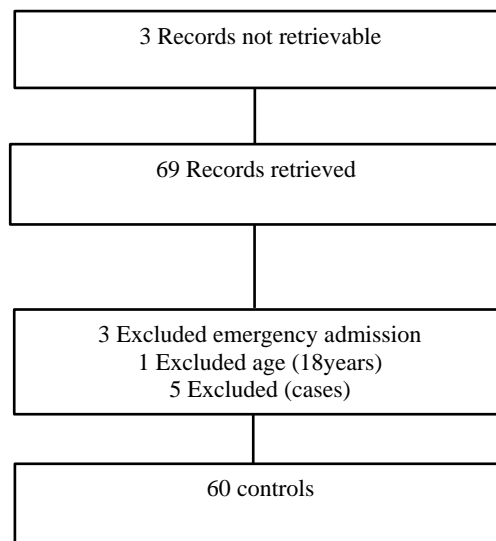 3 Records not retrievable
69 Records retrieved
3 Excluded emergency admission
1 Excluded age (18years)
5 Excluded (cases)
60 controls